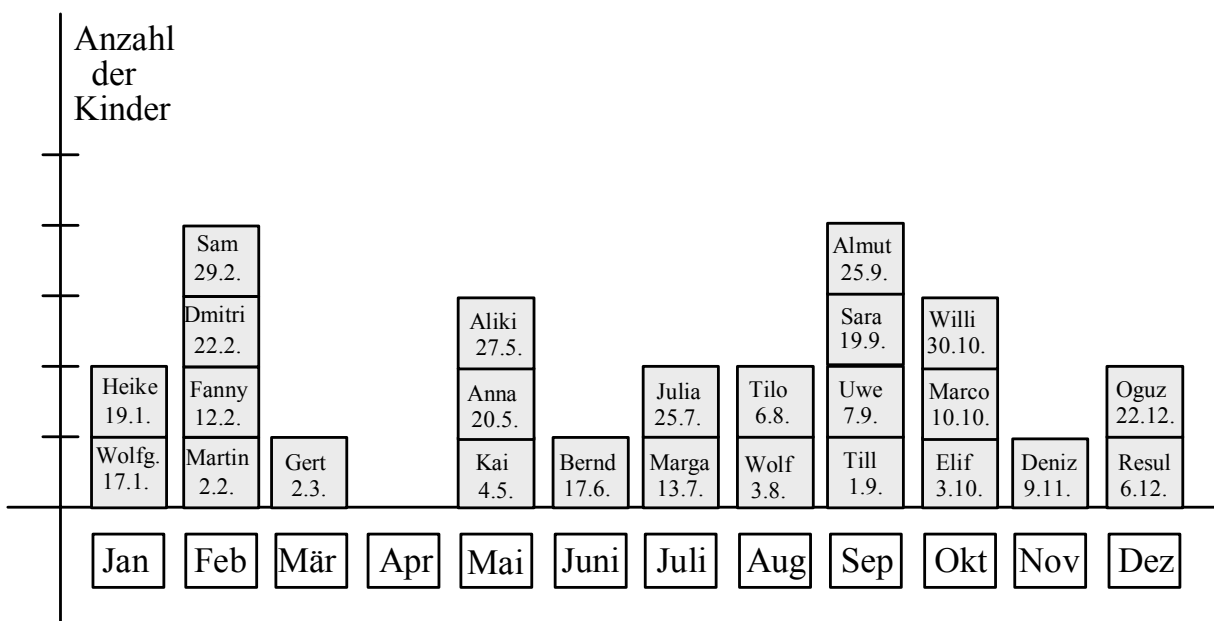 Anzahl
der
Kinder
Sam
29.2.
Almut
25.9.
Dmitri
22.2.
Aliki
27.5.
Sara
19.9.
Willi
30.10.
Heike
19.1.
Fanny
12.2.
Anna
20.5.
Julia
25.7.
Tilo
6.8.
Uwe
7.9.
Marco
10.10.
Oguz
22.12.
Wolfg.
17.1.
Martin
2.2.
Gert
2.3.
Kai
4.5.
Bernd
17.6.
Marga
13.7.
Wolf
3.8.
Till
1.9.
Elif
3.10.
Deniz
9.11.
Resul
6.12.
Jan Feb Mär Apr Mai Juni Juli Aug Sep Okt Nov Dez